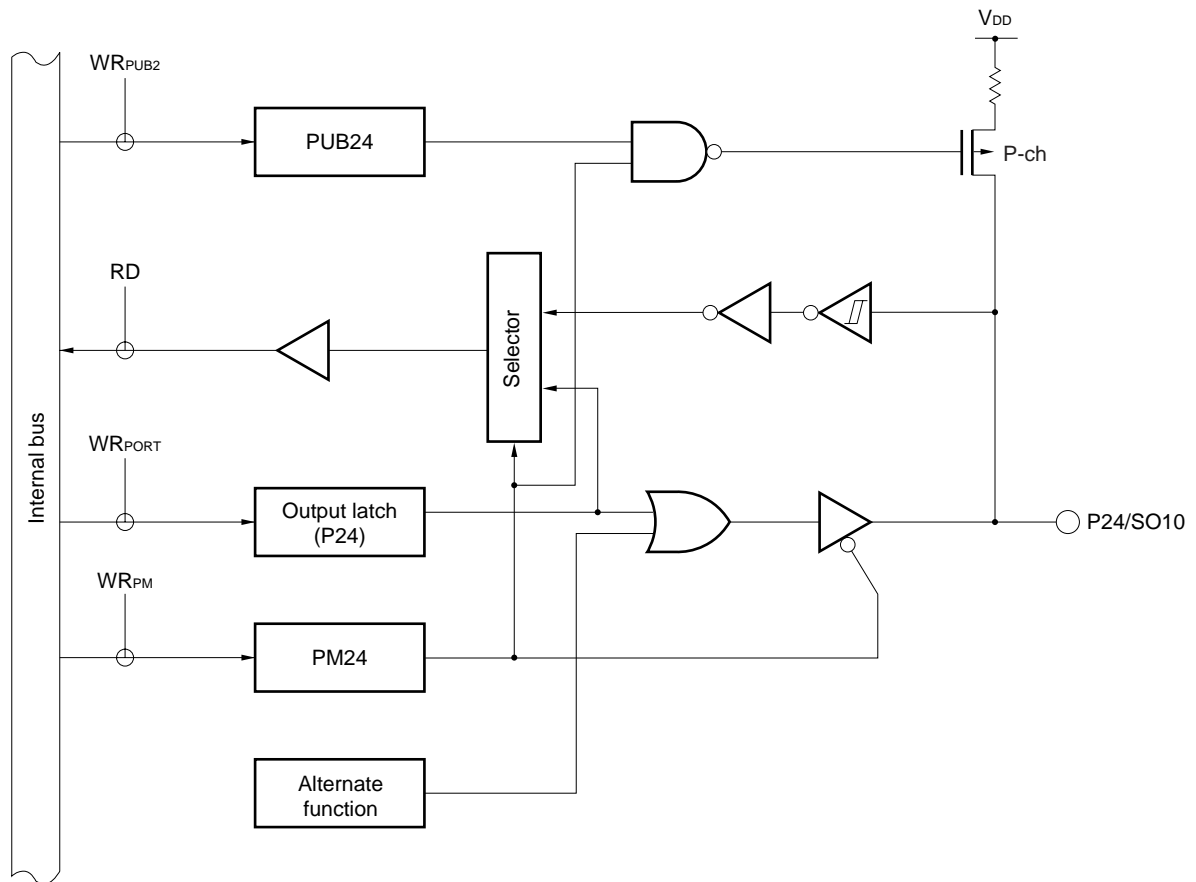 VDD
WRPUB2
PUB24
P-ch
RD
Selector
Internal bus
WRPORT
Output latch
(P24)
P24/SO10
WRPM
PM24
Alternate
function